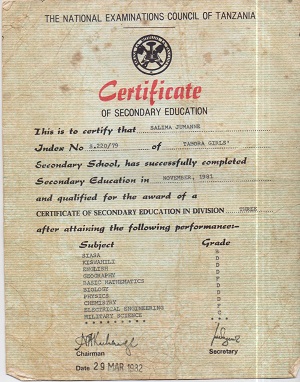 THE NATIONAL EXAMINATIONS COUNCIL OF TANZANIA
Certificate
OF SECONDARY EDUCATION
This is to certify that SALIMA JUMANNE
Index No S.220/79 of TABORA GIRLS'
Secondary School, has successfully completed
Secondary Education in NOVEMBER, 1981
and qualified for the award of a
CERTIFICATE OF SECONDARY EDUCATION IN DIVISION THREE
after attaining the following performance:-
Subject Grade
SIASA
KISWAHILI D
ENGLISH D
GEOGRAPHY D
BASIC MATHEMATICS
BIOLOGY D
PHYSICS D
CHEMISTRY D
ELECTRICAL ENGINEERING
MILITARY SCIENCE C
Chairman Secretary
Date 29 MAR 1982